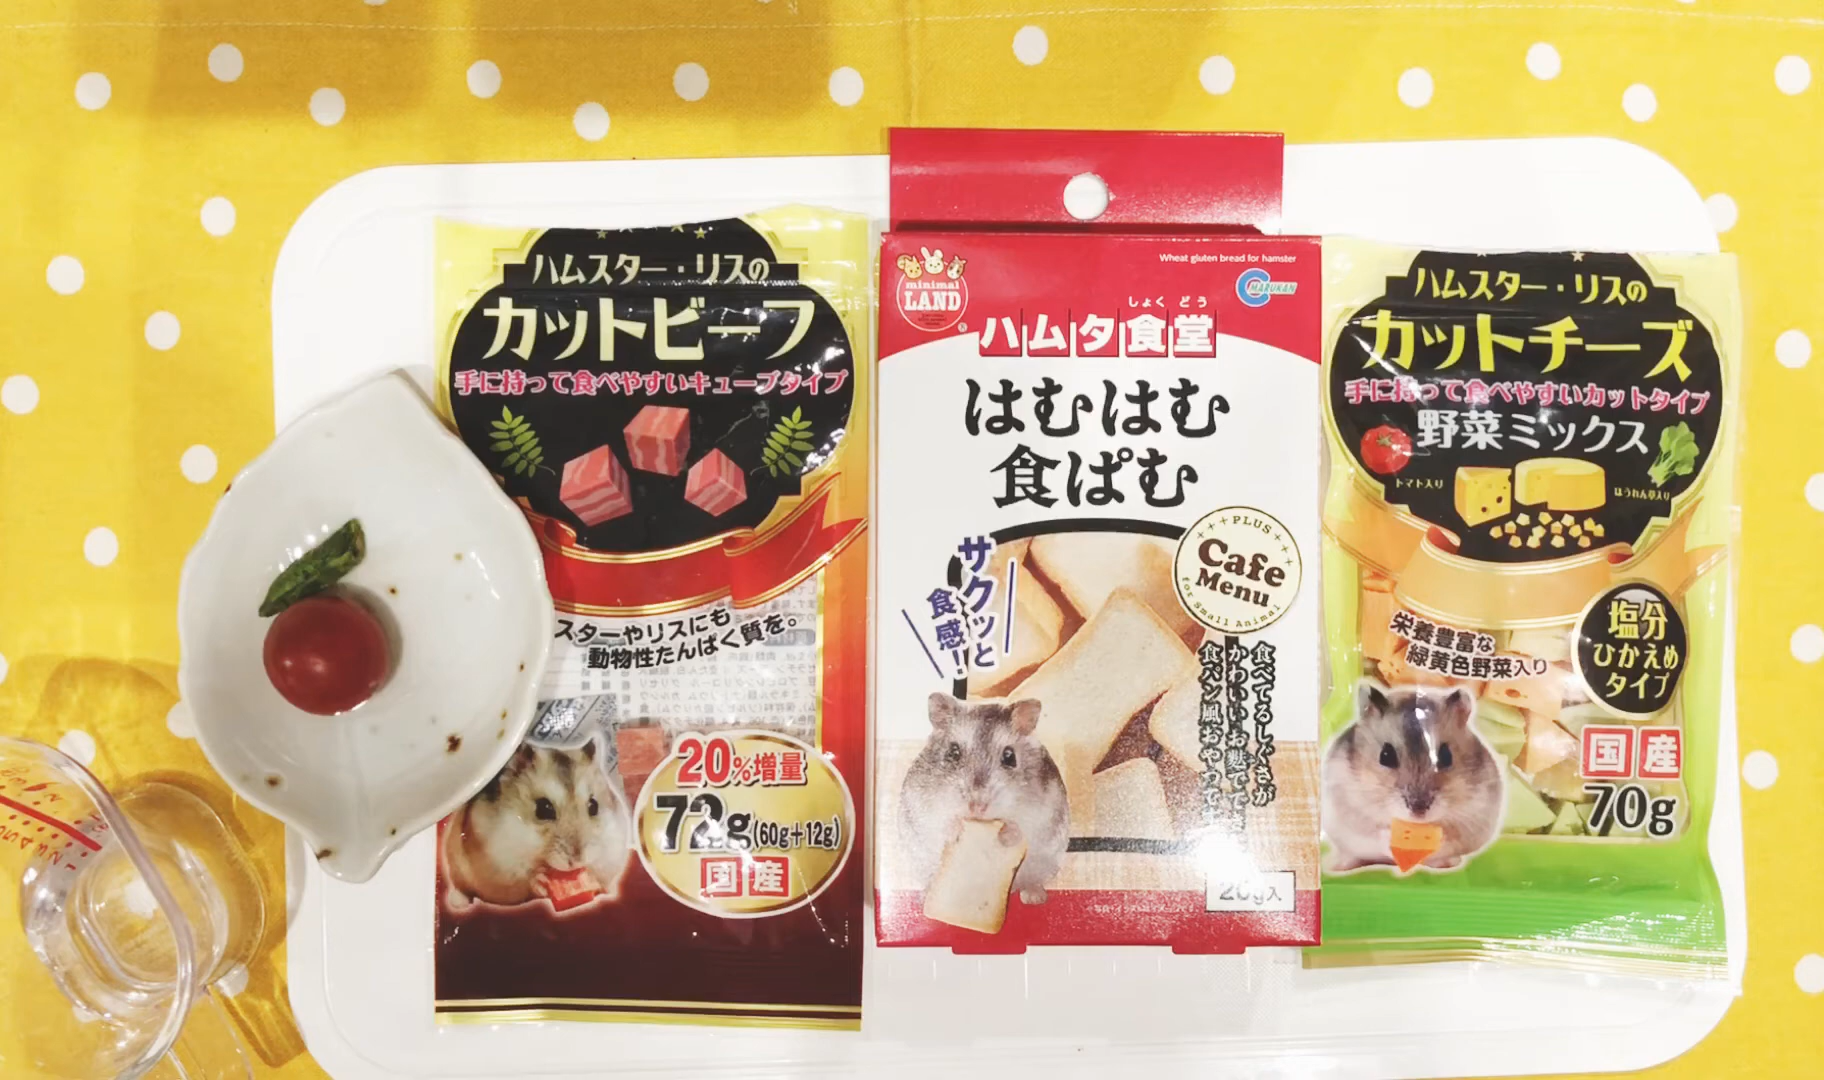 ハムスター・リスの
カットビーフ
手に持って食べやすいキューブタイプ
スターやリスにも
動物性たんぱく質を。
20%増量
72g(60g+12g)
国産
Wheat gluten bread for hamster
minimal
LAND
MARUKAN
しょく どう
ハムタ食堂
はむはむ
食ぱむ
サクッと
食感!
PLUS
Cafe
Menu
for Small Animal
食べてるしぐさが
かわいい お麩でで
食パン風おやつで
20g入
ハムスター・リスの
カットチーズ
手に持って食べやすいカットタイプ
野菜ミックス
トマト入り
ほうれん草入り
栄養豊富な
緑黄色野菜入り
塩分
ひかえめ
タイプ
国産
70g